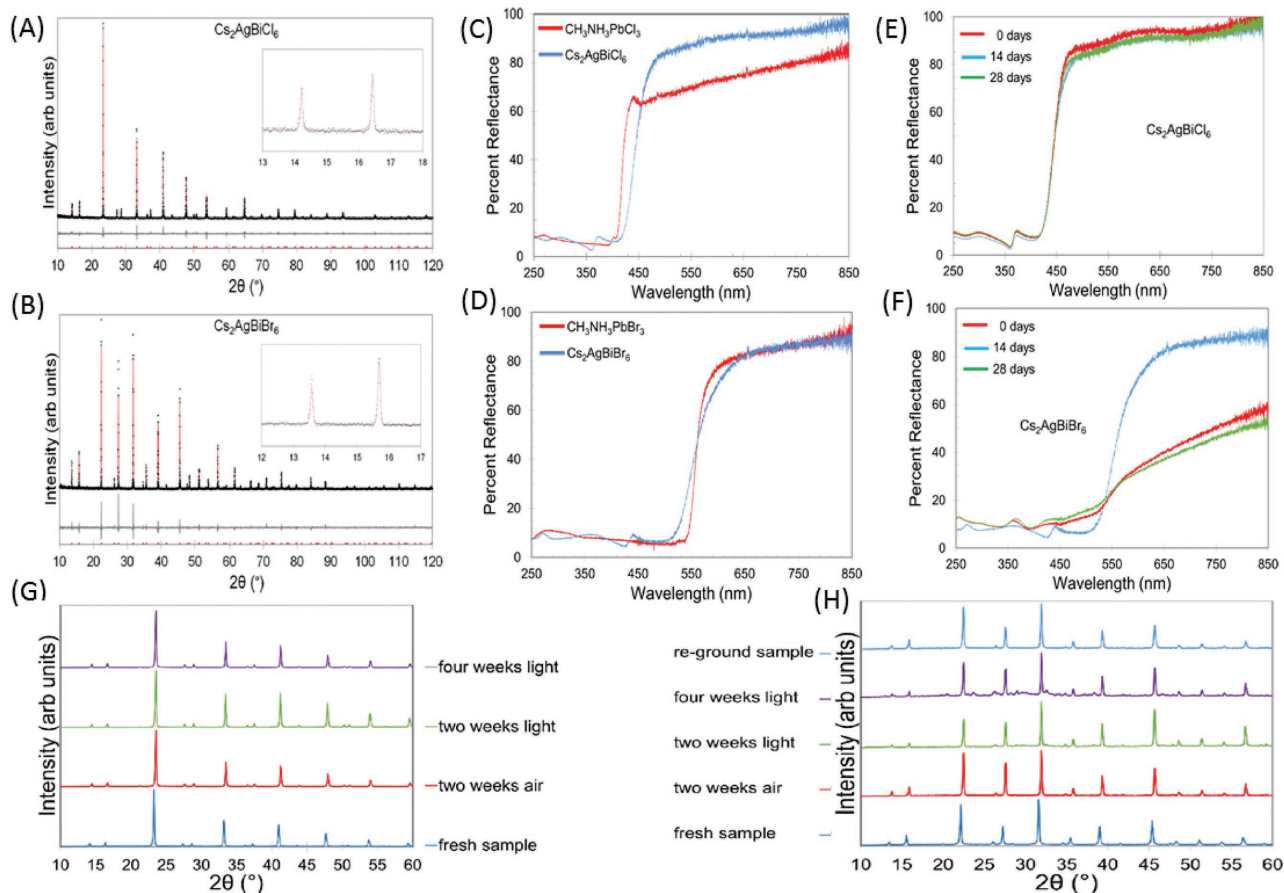 (A)
Cs₂AgBiCl₆
Intensity (arb units)
13 14 15 16 17 18
10 20 30 40 50 60 70 80 90 100 110 120
2θ (°)
(B)
Cs₂AgBiBr₆
Intensity (arb units)
12 13 14 15 16 17
10 20 30 40 50 60 70 80 90 100 110 120
2θ (°)
(C)
CH₃NH₃PbCl₃
Cs₂AgBiCl₆
Percent Reflectance
100
80
60
40
20
0
250 350 450 550 650 750 850
Wavelength (nm)
(D)
CH₃NH₃PbBr₃
Cs₂AgBiBr₆
Percent Reflectance
100
80
60
40
20
0
250 350 450 550 650 750 850
Wavelength (nm)
(E)
0 days
14 days
28 days
Cs₂AgBiCl₆
Percent Reflectance
100
80
60
40
20
0
250 350 450 550 650 750 850
Wavelength (nm)
(F)
0 days
14 days
28 days
Cs₂AgBiBr₆
Percent Reflectance
100
80
60
40
20
0
250 350 450 550 650 750 850
Wavelength (nm)
(G)
Intensity (arb units)
four weeks light
two weeks light
two weeks air
fresh sample
10 15 20 25 30 35 40 45 50 55 60
2θ (°)
(H)
re-ground sample
four weeks light
two weeks light
two weeks air
fresh sample
Intensity (arb units)
10 15 20 25 30 35 40 45 50 55 60
2θ (°)